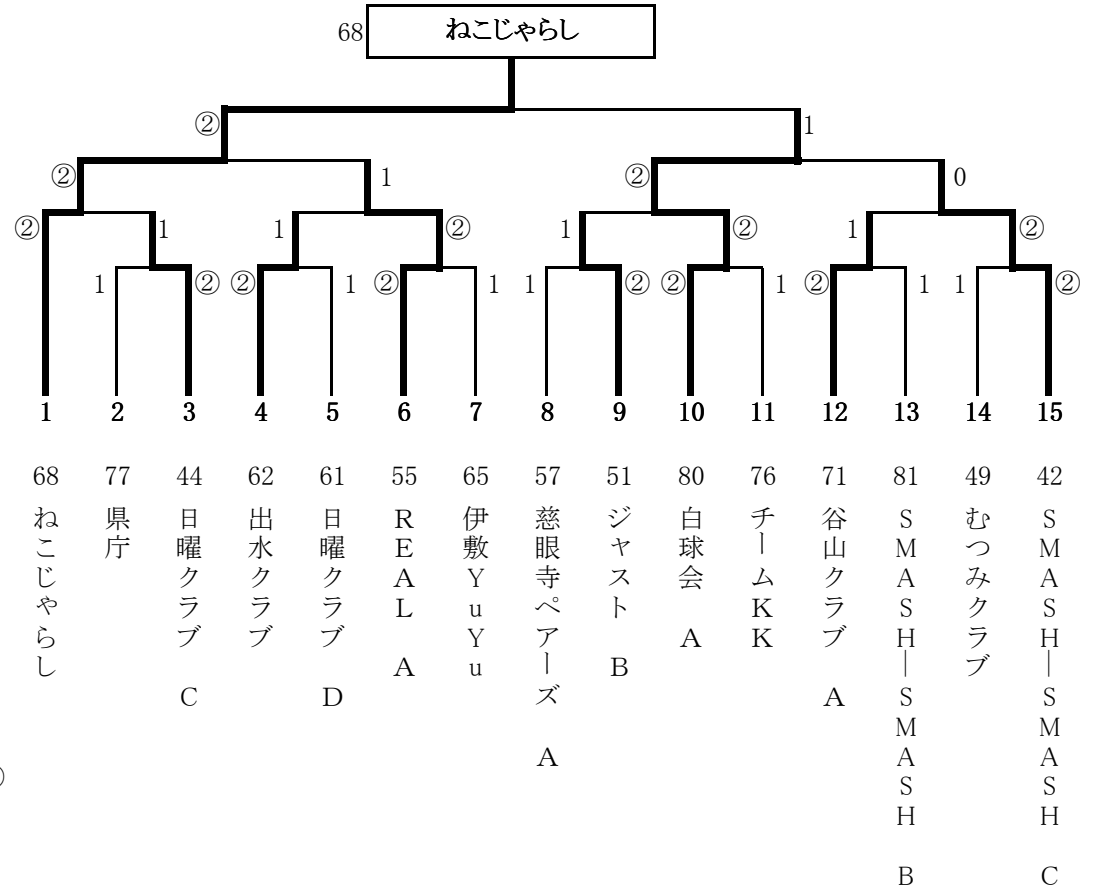 68 ねこじゃらし
② 1
② 1 ② 0
② 1 1 ② 1 ② 1 ②
1 ② ② 1 ② 1 1 ② ② 1 ② 1 1 ②
1 2 3 4 5 6 7 8 9 10 11 12 13 14 15
68 77 44 62 61 55 65 57 51 80 76 71 81 49 42
ねこじゃらし
県庁
日曜クラブ C
出水クラブ
日曜クラブ D
REAL A
伊敷YuYu
慈眼寺ペアーズ A
ジャスト B
白球会 A
チームKK
谷山クラブ A
SMASH―SMASH B
むつみクラブ
SMASH―SMASH C